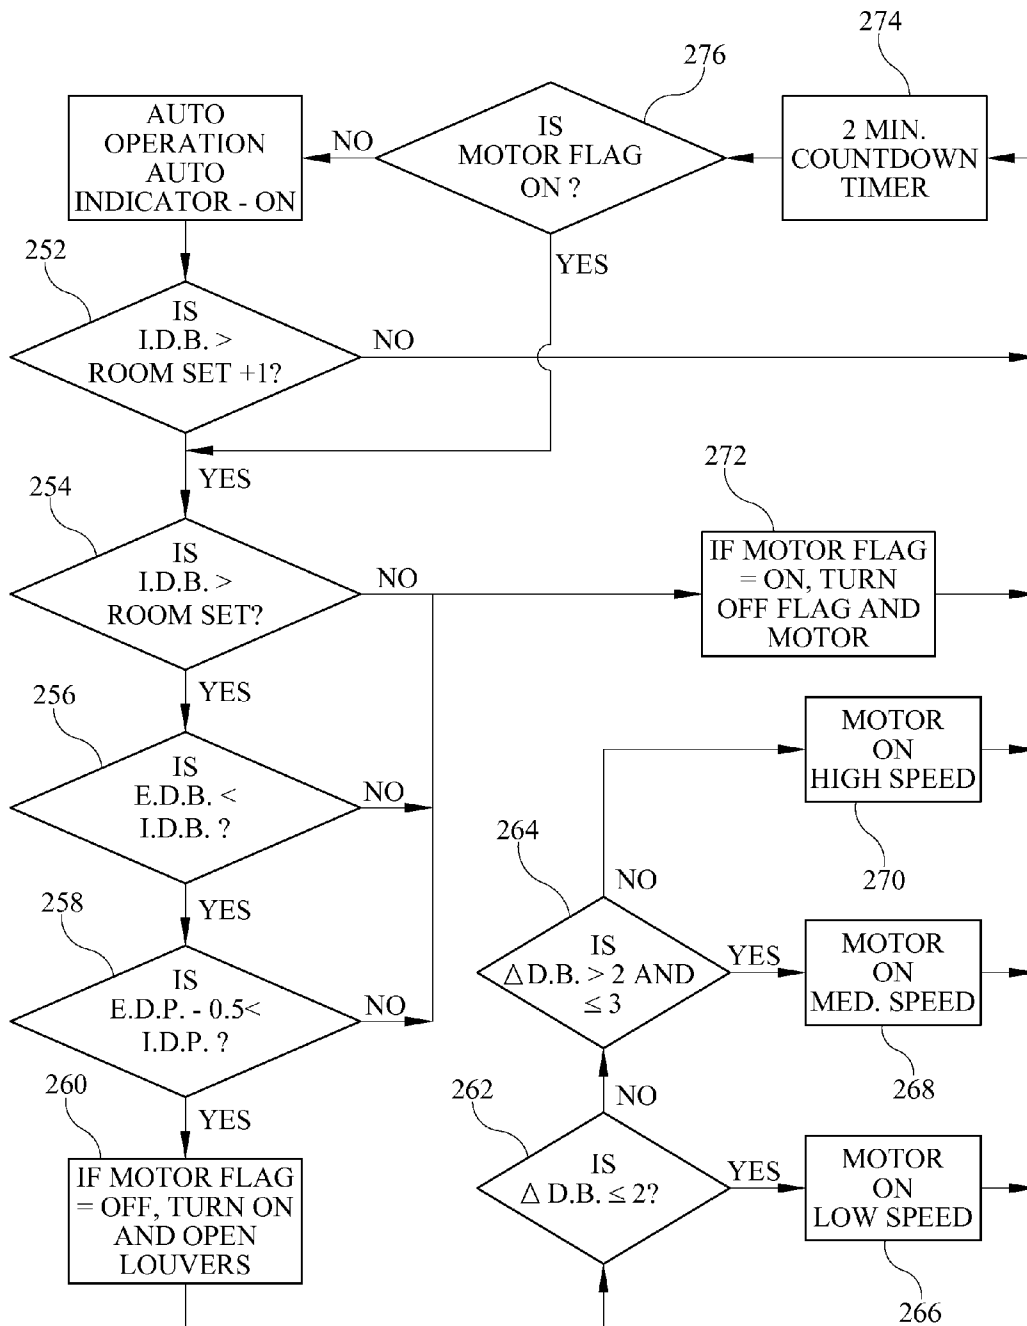 274
276
AUTO
OPERATION
AUTO
INDICATOR - ON
NO
IS
MOTOR FLAG
ON ?
2 MIN.
COUNTDOWN
TIMER
YES
252
IS
I.D.B. >
ROOM SET +1?
NO
YES
254
272
IS
I.D.B. >
ROOM SET?
NO
IF MOTOR FLAG
= ON, TURN
OFF FLAG AND
MOTOR
YES
256
IS
E.D.B. <
I.D.B. ?
NO
MOTOR
ON
HIGH SPEED
270
264
NO
YES
258
IS
E.D.P. - 0.5<
I.D.P. ?
NO
IS
Δ D.B. > 2 AND
≤ 3
YES
MOTOR
ON
MED. SPEED
268
YES
260
262
NO
IF MOTOR FLAG
= OFF, TURN ON
AND OPEN
LOUVERS
IS
Δ D.B. ≤ 2?
YES
MOTOR
ON
LOW SPEED
266